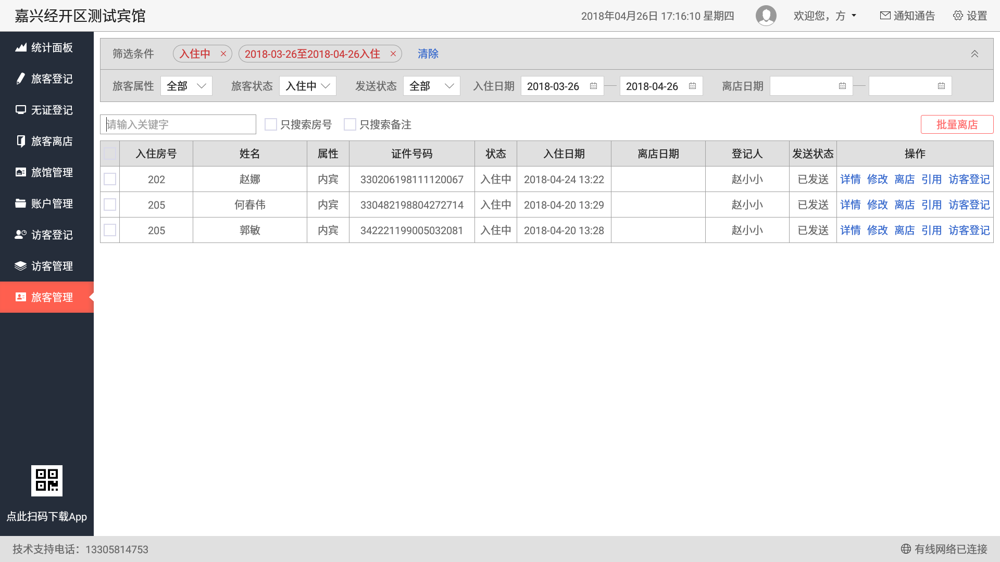 嘉兴经开区测试宾馆
2018年04月26日 17:16:10 星期四
欢迎您，方
通知通告
设置
统计面板
旅客登记
无证登记
旅客离店
旅馆管理
账户管理
访客登记
访客管理
旅客管理
点此扫码下载App
筛选条件 入住中 × 2018-03-26至2018-04-26入住 × 清除
旅客属性 全部 旅客状态 入住中 发送状态 全部 入住日期 2018-03-26 — 2018-04-26 离店日期 —
请输入关键字 只搜索房号 只搜索备注 批量离店
入住房号 姓名 属性 证件号码 状态 入住日期 离店日期 登记人 发送状态 操作
202 赵娜 内宾 330206198111120067 入住中 2018-04-24 13:22 赵小小 已发送 详情 修改 离店 引用 访客登记
205 何春伟 内宾 330482198804272714 入住中 2018-04-20 13:29 赵小小 已发送 详情 修改 离店 引用 访客登记
205 郭敏 内宾 342221199005032081 入住中 2018-04-20 13:28 赵小小 已发送 详情 修改 离店 引用 访客登记
技术支持电话：13305814753
有线网络已连接